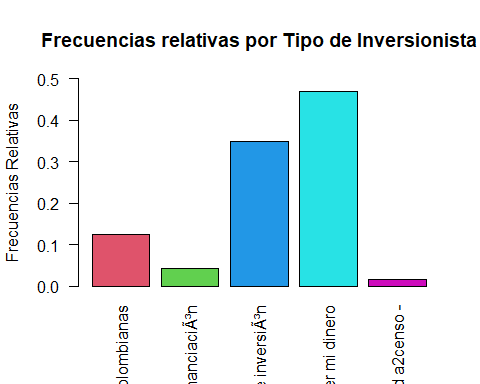 Frecuencias relativas por Tipo de Inversionista
Frecuencias Relativas
0.5
0.4
0.3
0.2
0.1
0.0
olombianas
nanciaciÃ³n
e inversiÃ³n
er mi dinero
d a2censo -